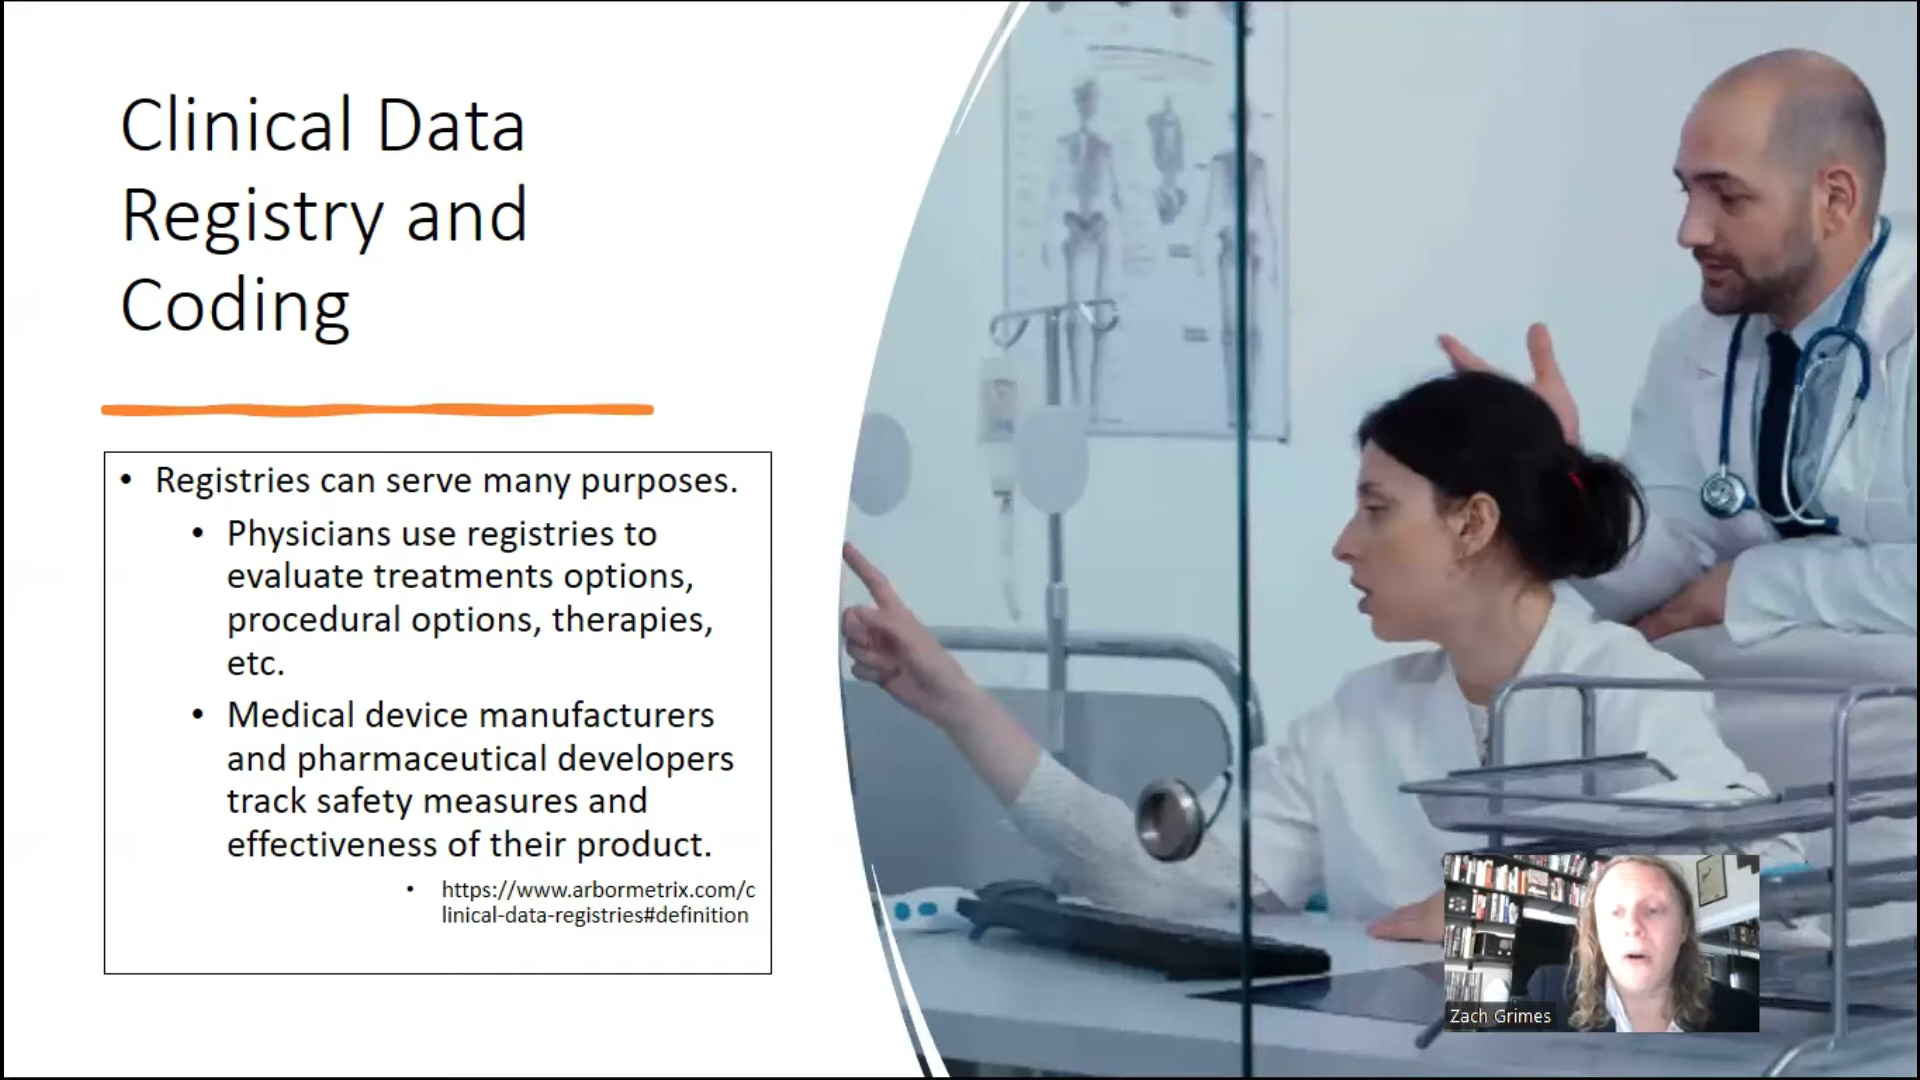 Clinical Data
Registry and
Coding
• Registries can serve many purposes.
• Physicians use registries to
evaluate treatments options,
procedural options, therapies,
etc.
• Medical device manufacturers
and pharmaceutical developers
track safety measures and
effectiveness of their product.
• https://www.arbormetrix.com/c
linical-data-registries#definition
Zach Grimes